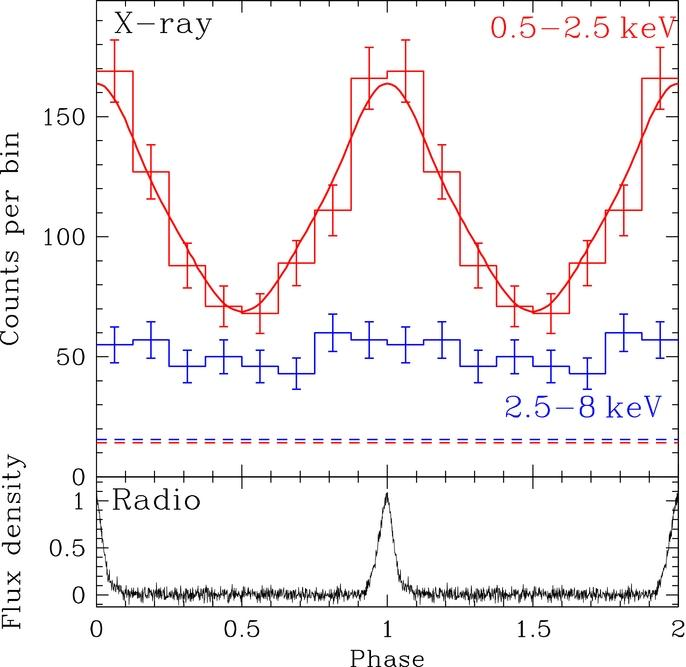 X-ray
0.5−2.5 keV
150
100
50
0
Counts per bin
2.5−8 keV
Radio
1
0.5
0
Flux density
0
0.5
1
1.5
2
Phase